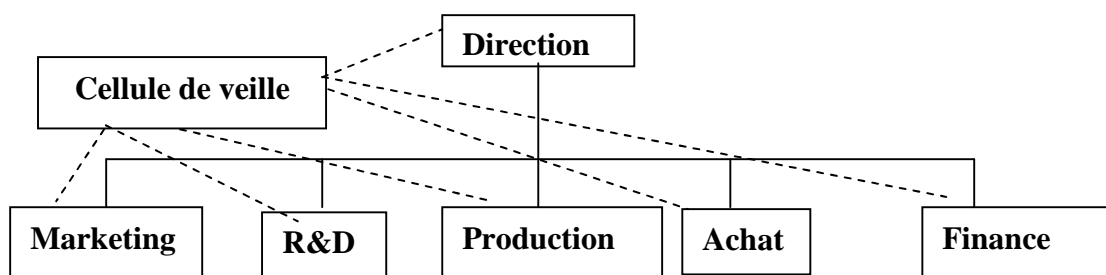 Direction
Cellule de veille
Marketing
R&D
Production
Achat
Finance